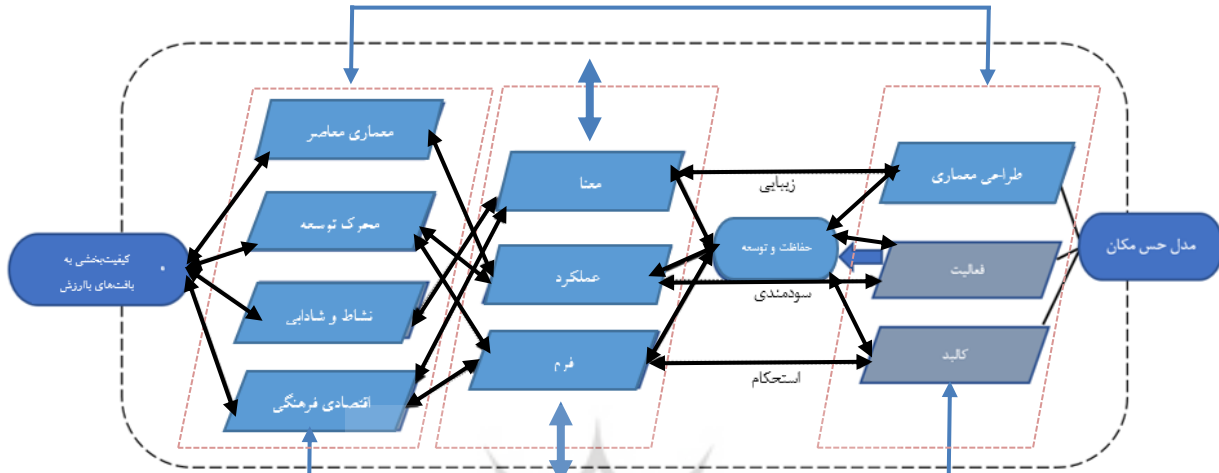 مدل حس مکان
طراحی معماری
فعالیت
کالبد
زیبایی
حفاظت و توسعه
سودمندی
استحکام
معنا
عملکرد
فرم
معماری معاصر
محرک توسعه
نشاط و شادابی
اقتصادی فرهنگی
کیفیت‌بخشی به
بافت‌های باارزش